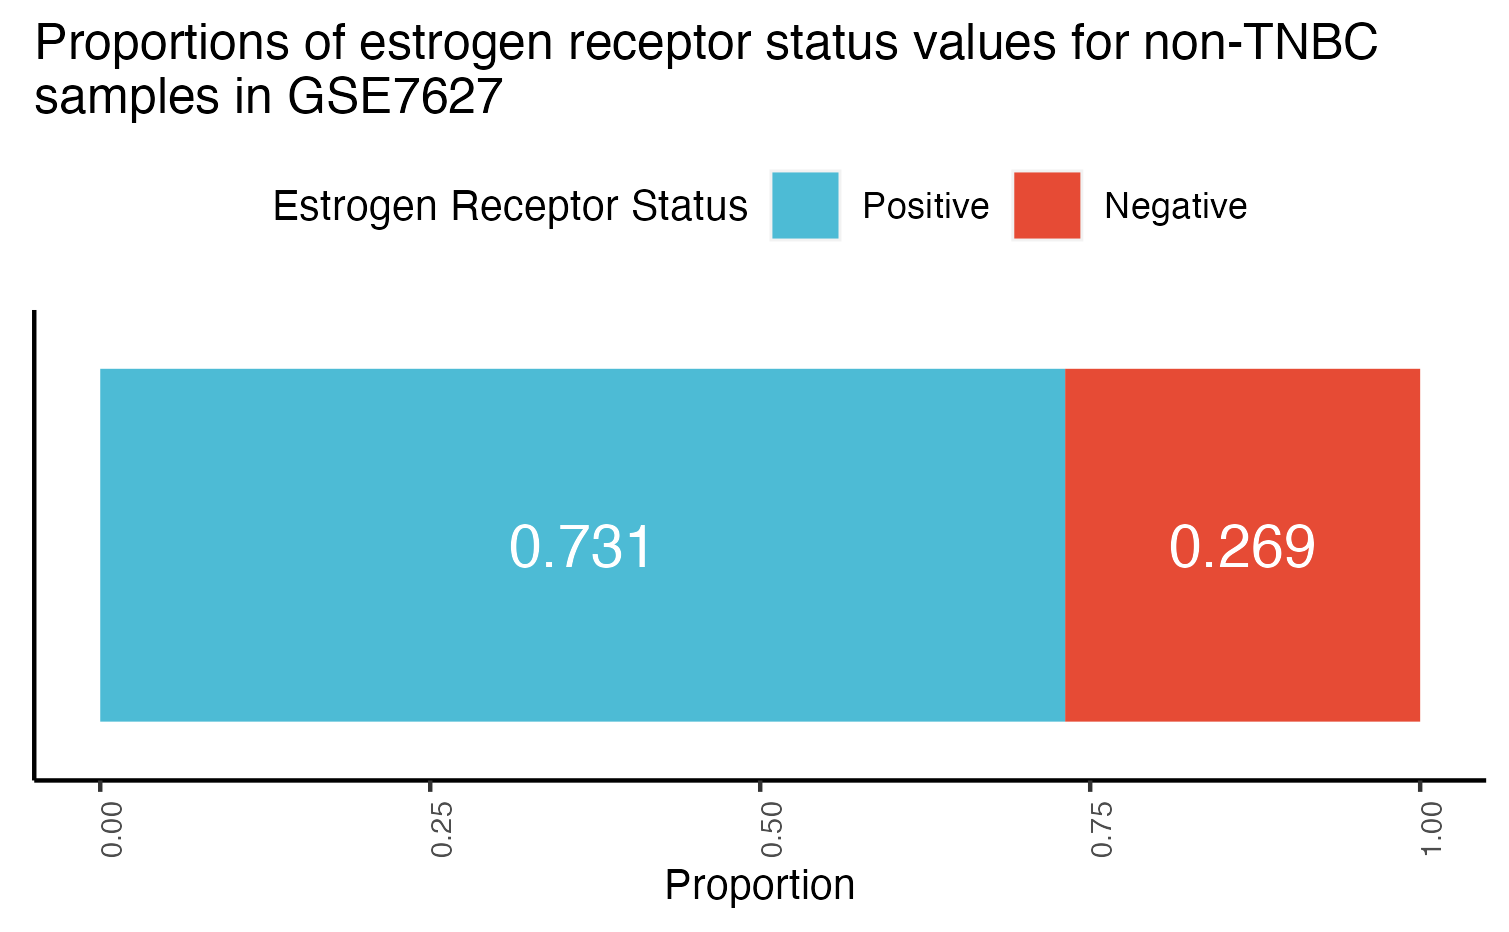 Proportions of estrogen receptor status values for non-TNBC
samples in GSE7627
Estrogen Receptor Status Positive Negative
0.731 0.269
0.00 0.25 0.50 0.75 1.00
Proportion